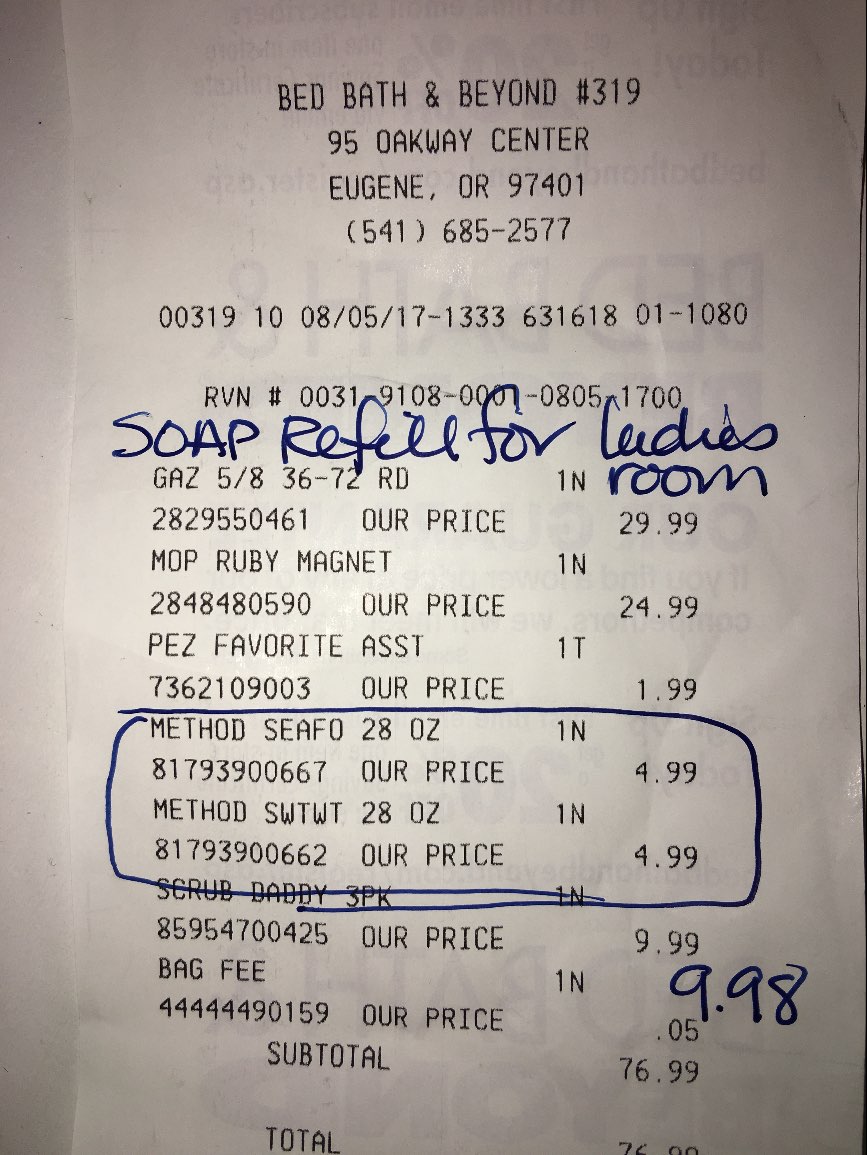 BED BATH & BEYOND #319
95 OAKWAY CENTER
EUGENE, OR 97401
(541) 685-2577
00319 10 08/05/17-1333 631618 01-1080
RVN # 0031-9108-0001-0805-1700
SOAP Refill for ladies
room
GAZ 5/8 36-72 RD 1N
2829550461 OUR PRICE 29.99
MOP RUBY MAGNET 1N
2848480590 OUR PRICE 24.99
PEZ FAVORITE ASST 1T
7362109003 OUR PRICE 1.99
METHOD SEAFO 28 OZ 1N
81793900667 OUR PRICE 4.99
METHOD SWTWT 28 OZ 1N
81793900662 OUR PRICE 4.99
SCRUB DADDY 3PK 1N
85954700425 OUR PRICE 9.99
BAG FEE 1N
9.98
44444490159 OUR PRICE .05
SUBTOTAL 76.99
TOTAL 76.99